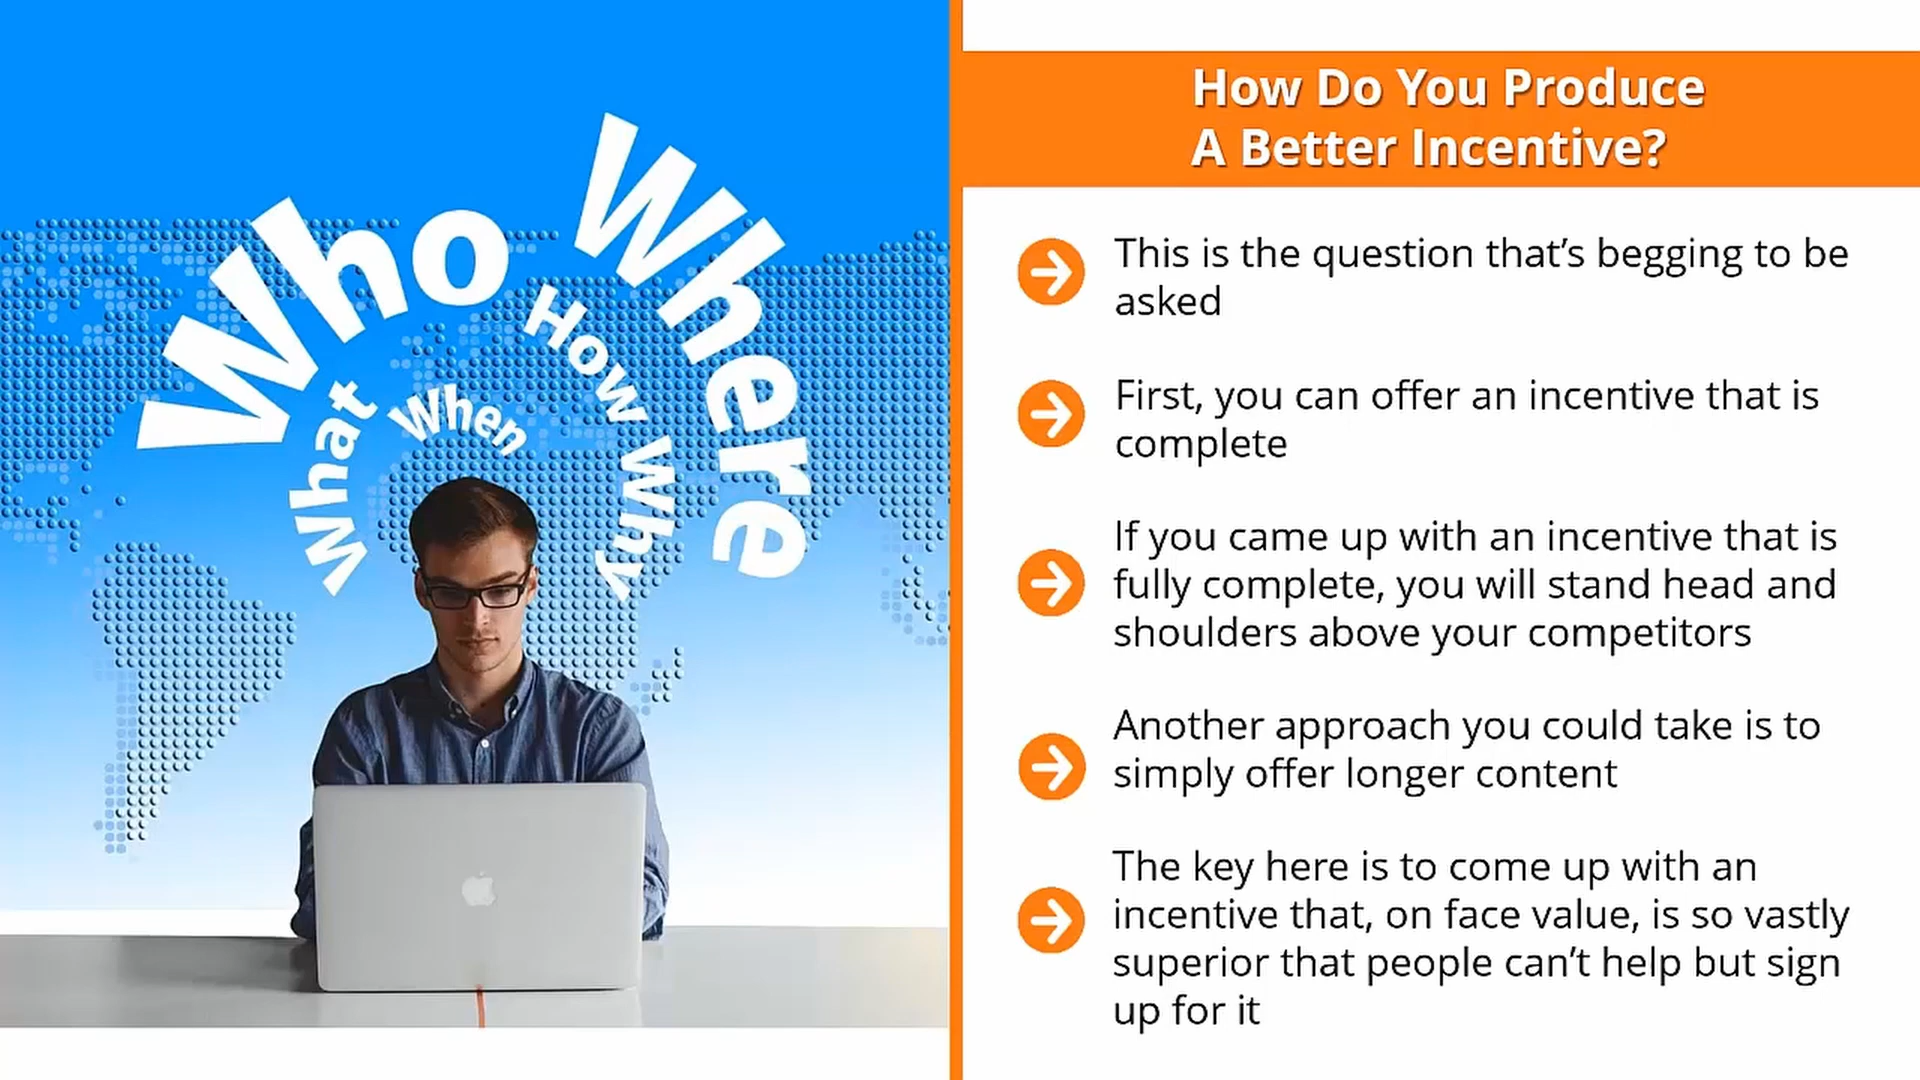 Who
Where
What
When
How
Why
How Do You Produce
A Better Incentive?
This is the question that’s begging to be
asked
First, you can offer an incentive that is
complete
If you came up with an incentive that is
fully complete, you will stand head and
shoulders above your competitors
Another approach you could take is to
simply offer longer content
The key here is to come up with an
incentive that, on face value, is so vastly
superior that people can’t help but sign
up for it